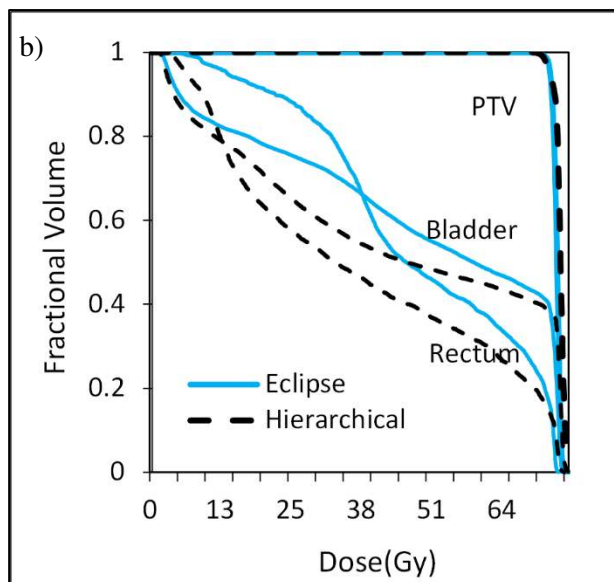 b)
1
0.8
0.6
0.4
0.2
0
Fractional Volume
PTV
Bladder
Rectum
Eclipse
Hierarchical
0 13 25 38 51 64
Dose(Gy)